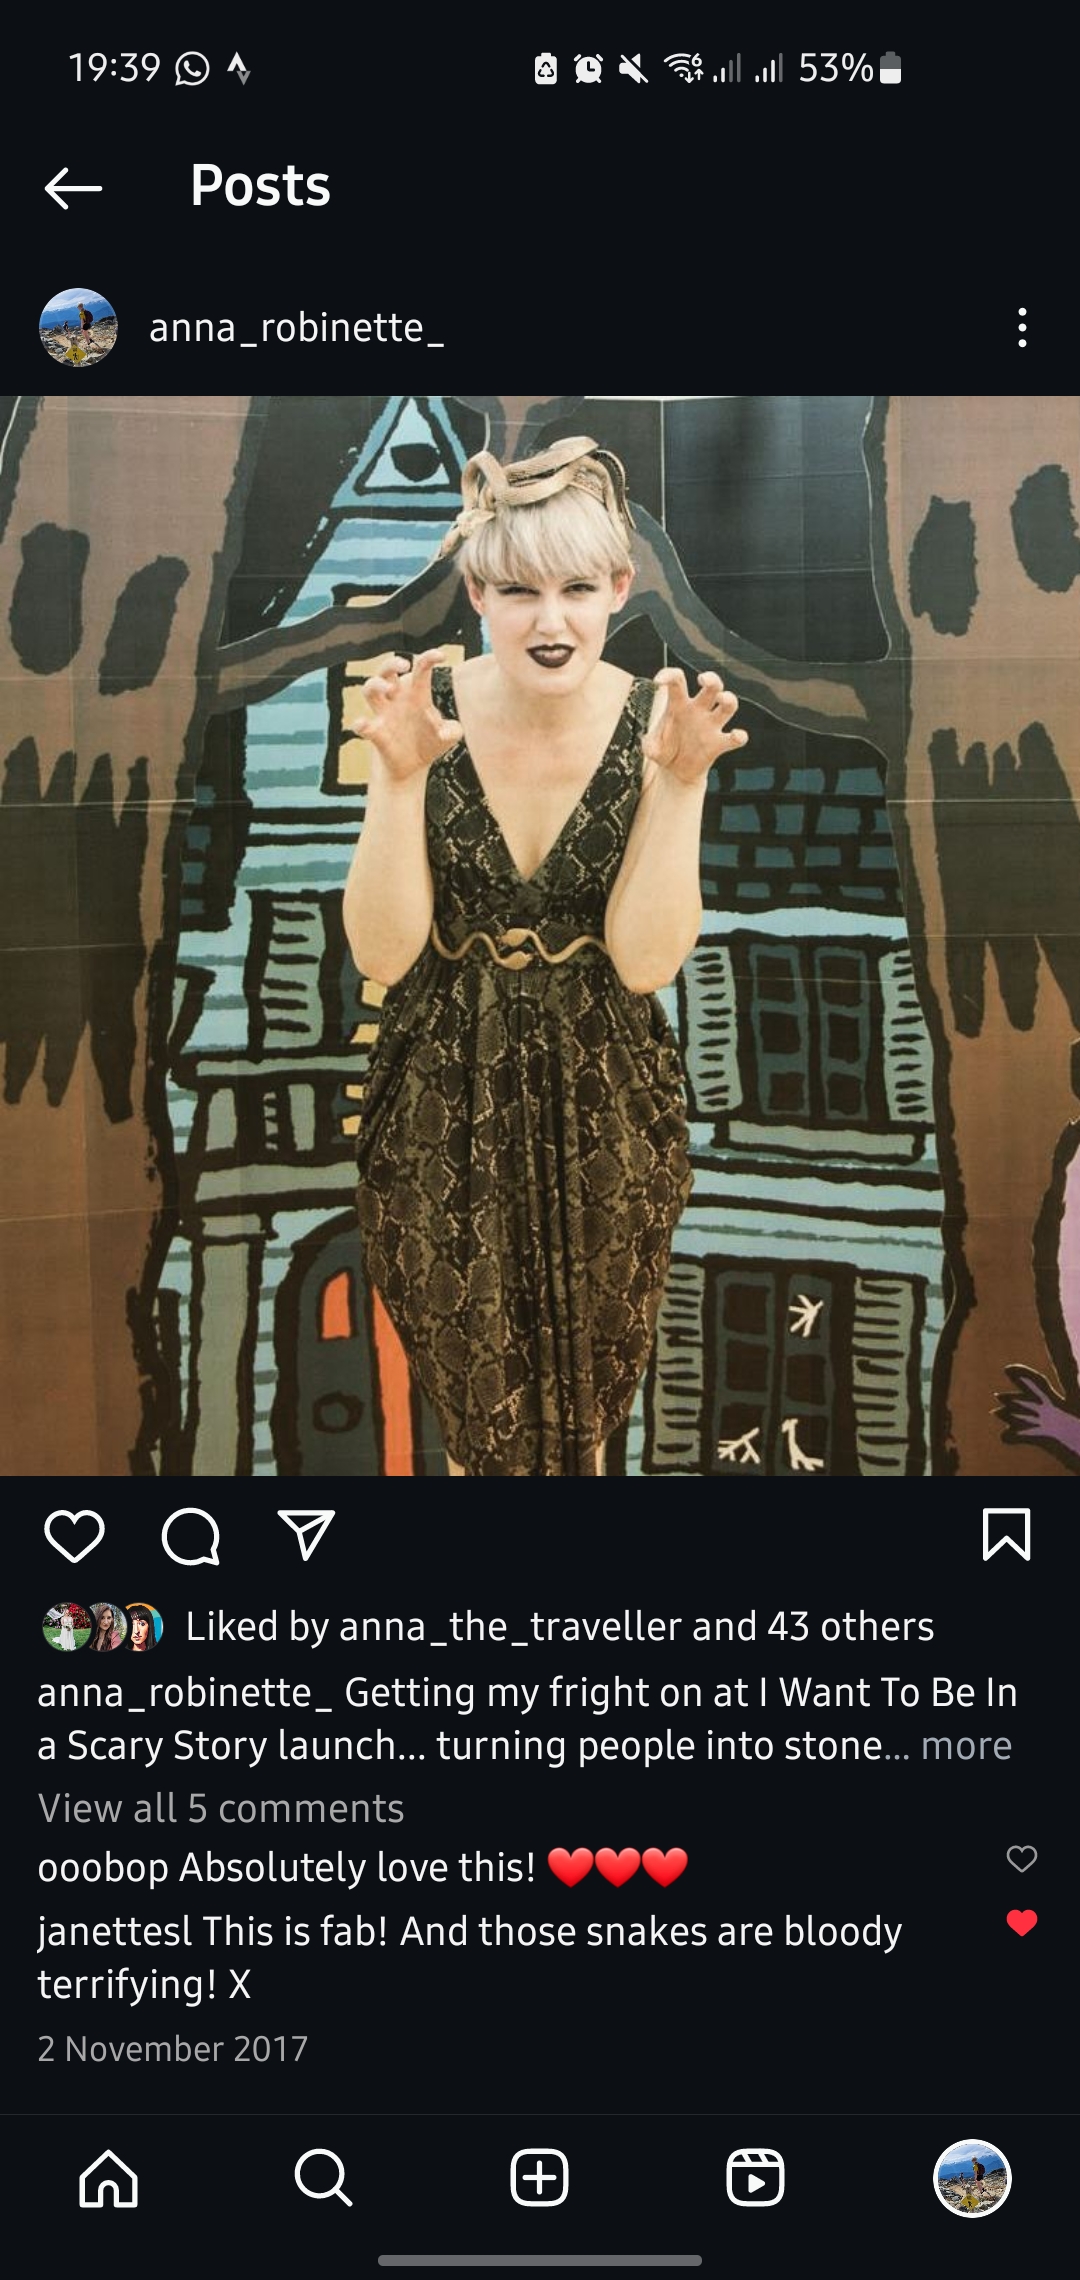 19:39
53%
Posts
anna_robinette_
Liked by anna_the_traveller and 43 others
anna_robinette_ Getting my fright on at I Want To Be In
a Scary Story launch... turning people into stone... more
View all 5 comments
ooobop Absolutely love this! ❤️❤️❤️
janettesl This is fab! And those snakes are bloody
terrifying! X
2 November 2017